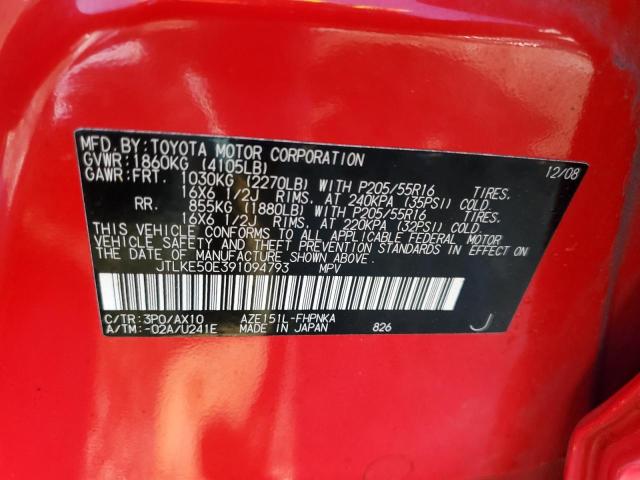 MFD.BY:TOYOTA MOTOR CORPORATION 12/08
GVWR:1860KG (4105LB)
GAWR:FRT. 1030KG (2270LB) WITH P205/55R16 TIRES.
16X6 1/2J RIMS. AT 240KPA (35PSI) COLD.
RR. 855KG (1880LB) WITH P205/55R16 TIRES.
16X6 1/2J RIMS. AT 220KPA (32PSI) COLD.
THIS VEHICLE CONFORMS TO ALL APPLICABLE FEDERAL MOTOR
VEHICLE SAFETY AND THEFT PREVENTION STANDARDS IN EFFECT ON
THE DATE OF MANUFACTURE SHOWN ABOVE.
JTLKE50E391094793 MPV
C/TR:3P0/AX10 AZE151L-FHPNKA
A/TM:-02A/U241E MADE IN JAPAN 826 J